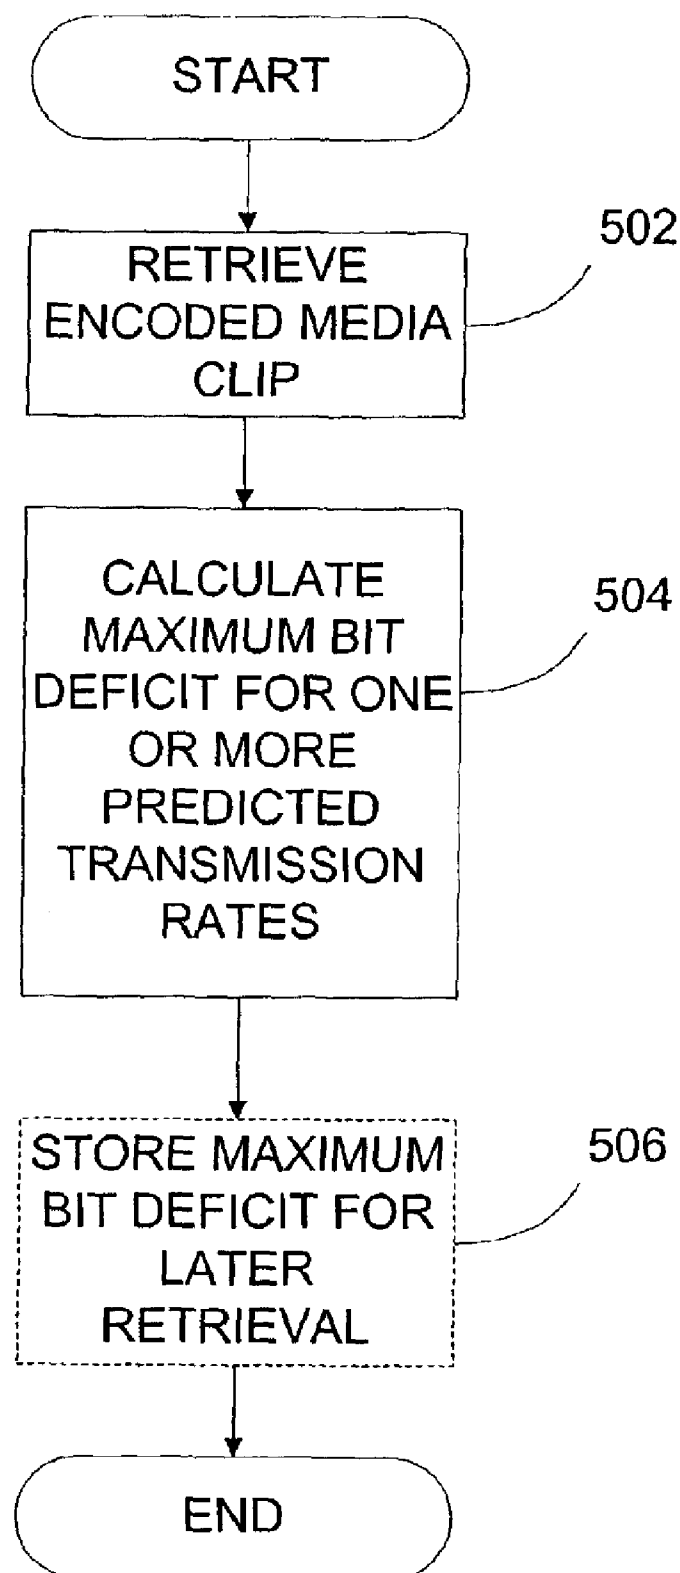 START
502
RETRIEVE
ENCODED MEDIA
CLIP
504
CALCULATE
MAXIMUM BIT
DEFICIT FOR ONE
OR MORE
PREDICTED
TRANSMISSION
RATES
506
STORE MAXIMUM
BIT DEFICIT FOR
LATER
RETRIEVAL
END